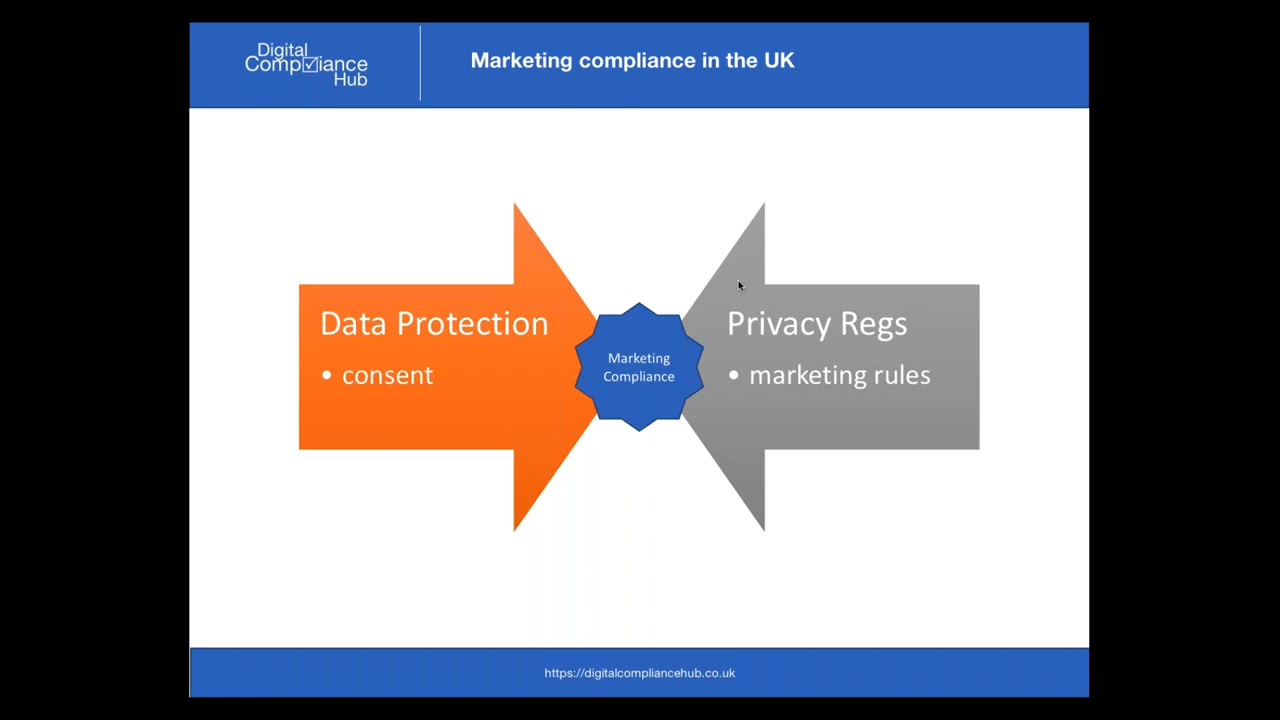 Digital
Compliance
Hub
Marketing compliance in the UK
Data Protection
• consent
Marketing
Compliance
Privacy Regs
• marketing rules
https://digitalcompliancehub.co.uk